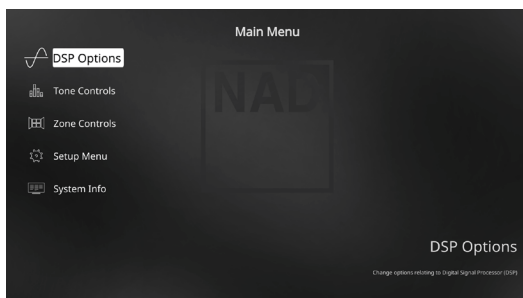 Main Menu
DSP Options
Tone Controls
Zone Controls
Setup Menu
System Info
NAD
DSP Options
Change options relating to Digital Signal Processor (DSP)